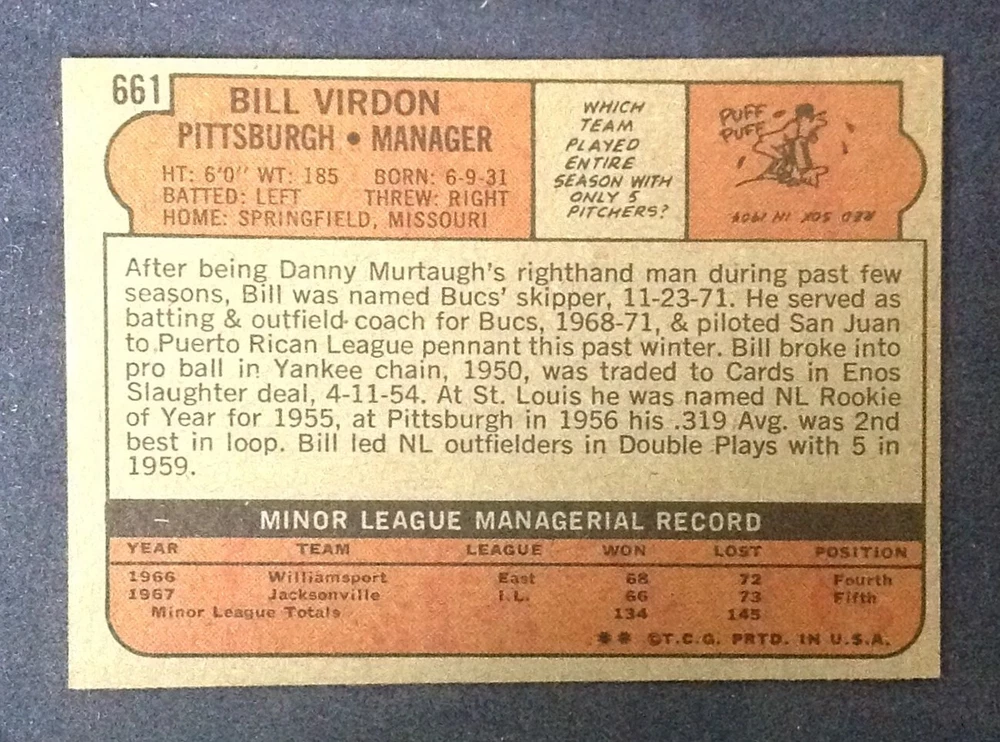 661
BILL VIRDON
PITTSBURGH • MANAGER
HT: 6'0" WT: 185 BORN: 6-9-31
BATTED: LEFT THREW: RIGHT
HOME: SPRINGFIELD, MISSOURI
WHICH
TEAM
PLAYED
ENTIRE
SEASON WITH
ONLY 5
PITCHERS?
PUFF
PUFF
RED SOX IN 1904
After being Danny Murtaugh's righthand man during past few
seasons, Bill was named Bucs' skipper, 11-23-71. He served as
batting & outfield coach for Bucs, 1968-71, & piloted San Juan
to Puerto Rican League pennant this past winter. Bill broke into
pro ball in Yankee chain, 1950, was traded to Cards in Enos
Slaughter deal, 4-11-54. At St. Louis he was named NL Rookie
of Year for 1955, at Pittsburgh in 1956 his .319 Avg. was 2nd
best in loop. Bill led NL outfielders in Double Plays with 5 in
1959.
MINOR LEAGUE MANAGERIAL RECORD
YEAR TEAM LEAGUE WON LOST POSITION
1966 Williamsport East 68 72 Fourth
1967 Jacksonville I.L. 66 73 Fifth
Minor League Totals 134 145
** ©T.C.G. PRTD. IN U.S.A.